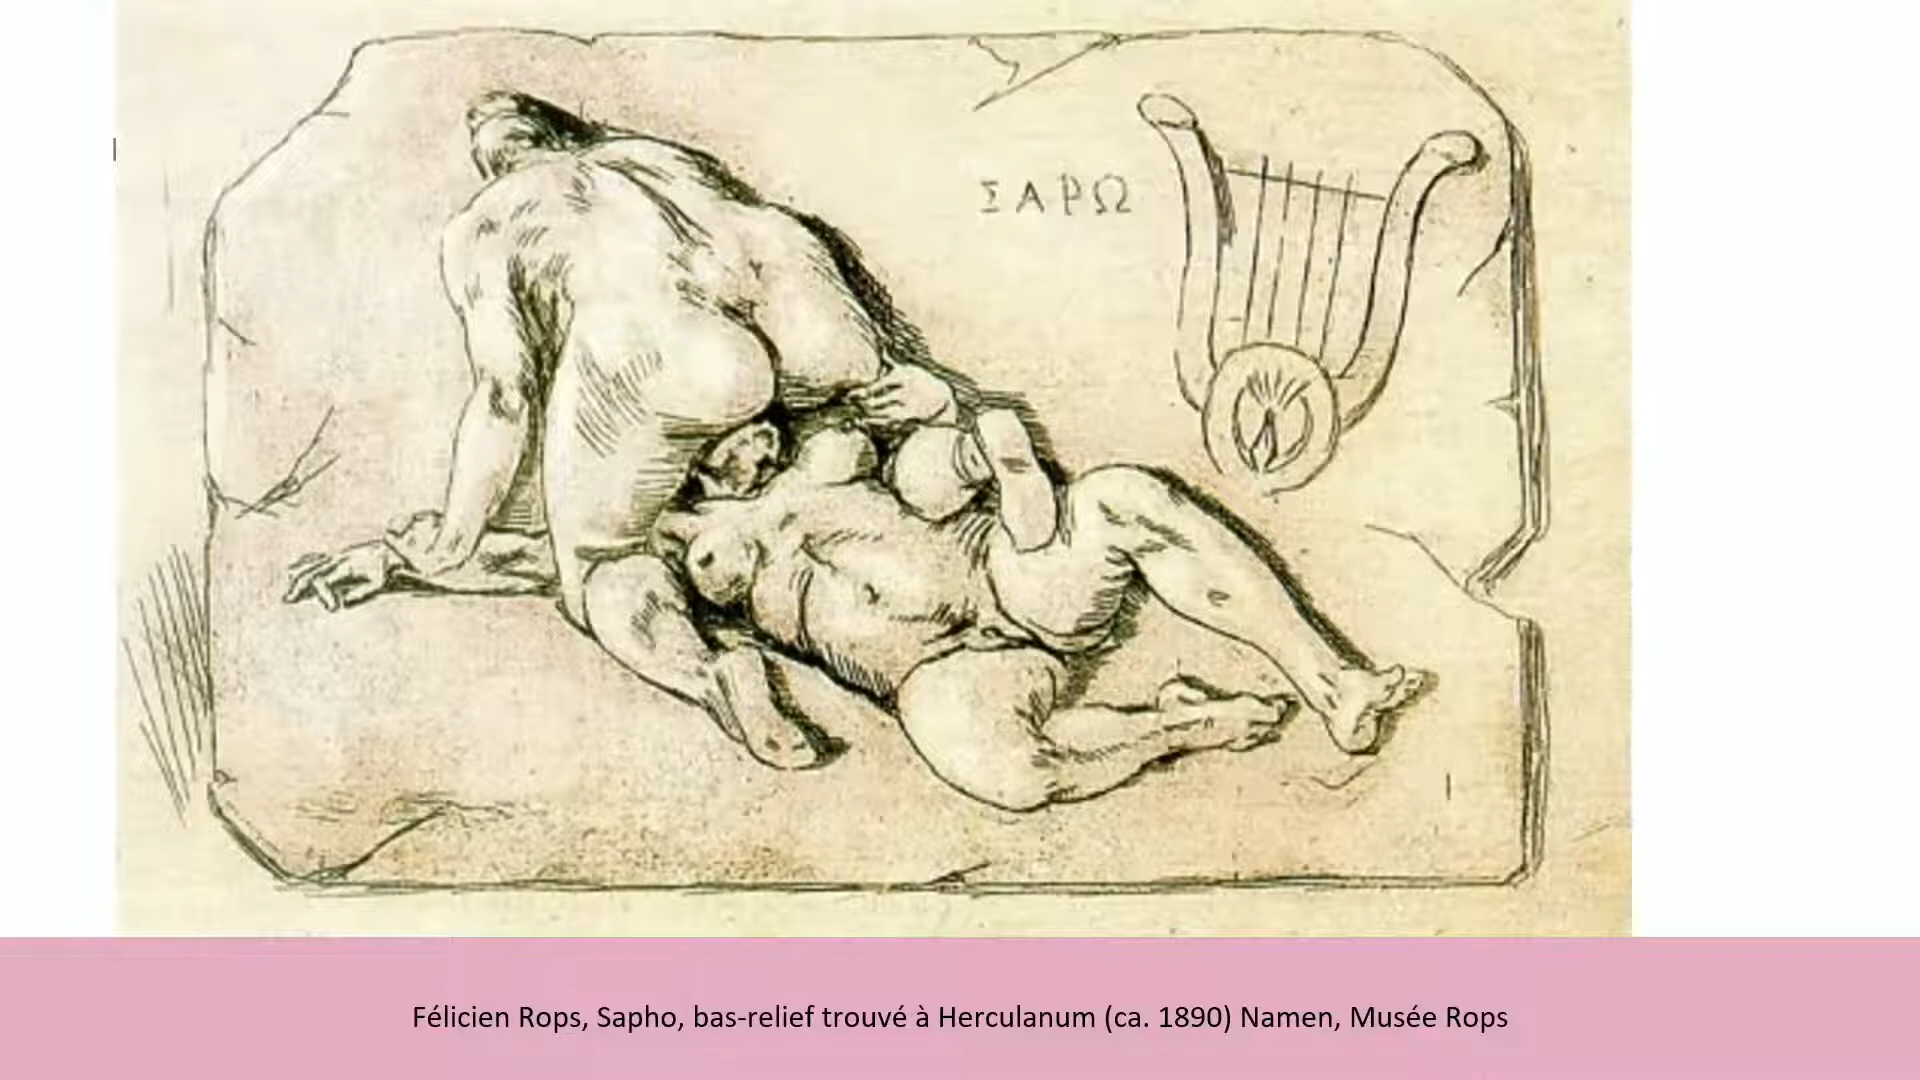 ΣΑΡΩ
Félicien Rops, Sapho, bas-relief trouvé à Herculanum (ca. 1890) Namen, Musée Rops